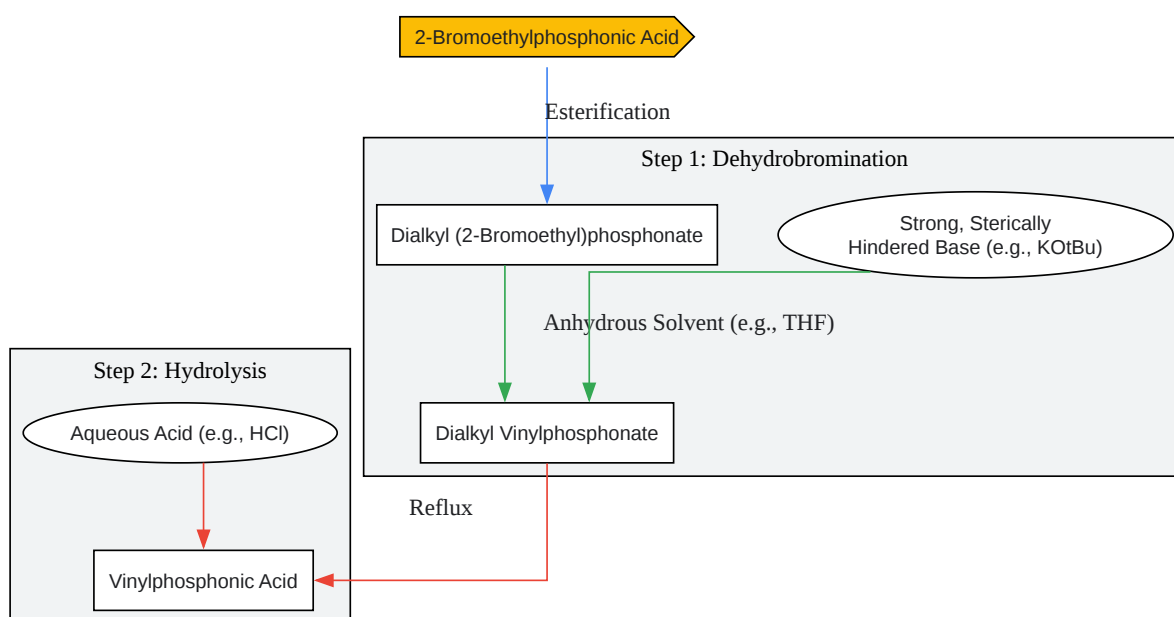 2-Bromoethylphosphonic Acid
Esterification
Step 1: Dehydrobromination
Dialkyl (2-Bromoethyl)phosphonate
Strong, Sterically
Hindered Base (e.g., KOtBu)
Anhydrous Solvent (e.g., THF)
Dialkyl Vinylphosphonate
Step 2: Hydrolysis
Aqueous Acid (e.g., HCl)
Reflux
Vinylphosphonic Acid